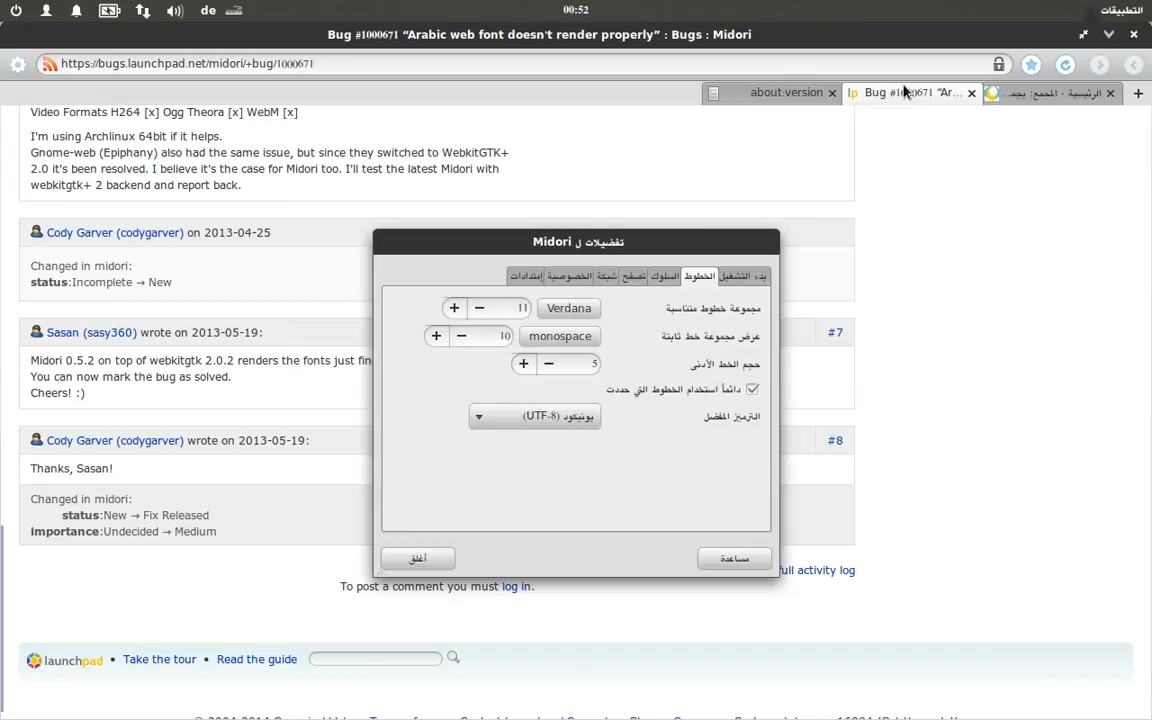 de
00:52
التطبيقات
Bug #1000671 “Arabic web font doesn't render properly” : Bugs : Midori
https://bugs.launchpad.net/midori/+bug/1000671
about:version
Bug #1000671 “Ar...
الرئيسية - المجمع: يجمـ...
Video Formats H264 [x] Ogg Theora [x] WebM [x]
I'm using Archlinux 64bit if it helps.
Gnome-web (Epiphany) also had the same issue, but since they switched to WebkitGTK+
2.0 it's been resolved. I believe it's the case for Midori too. I'll test the latest Midori with
webkitgtk+ 2 backend and report back.
Cody Garver (codygarver) on 2013-04-25
Changed in midori:
status:Incomplete → New
Sasan (sasy360) wrote on 2013-05-19:
#7
Midori 0.5.2 on top of webkitgtk 2.0.2 renders the fonts just fin
You can now mark the bug as solved.
Cheers! :)
Cody Garver (codygarver) wrote on 2013-05-19:
#8
Thanks, Sasan!
Changed in midori:
status:New → Fix Released
importance:Undecided → Medium
full activity log
To post a comment you must log in.
تفضيلات ل Midori
بدء التشغيل
الخطوط
السلوك
تصفح
شبكة
الخصوصية
إمتدادات
مجموعة خطوط متناسبة
Verdana
11
عرض مجموعة خط ثابتة
monospace
10
حجم الخط الأدنى
5
دائماً استخدام الخطوط التي حددت
الترميز المفضل
يونيكود (UTF-8)
مساعدة
أغلق
launchpad • Take the tour • Read the guide